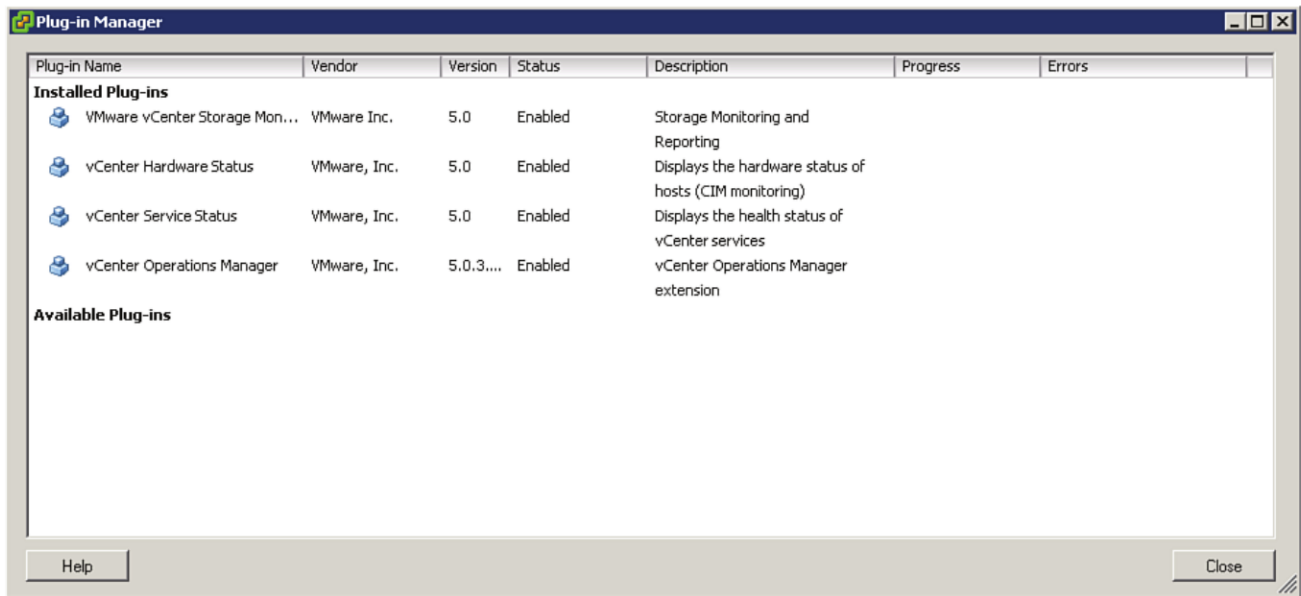 Plug-in Manager
Plug-in Name Vendor Version Status Description Progress Errors
Installed Plug-ins
VMware vCenter Storage Mon... VMware Inc. 5.0 Enabled Storage Monitoring and
Reporting
vCenter Hardware Status VMware, Inc. 5.0 Enabled Displays the hardware status of
hosts (CIM monitoring)
vCenter Service Status VMware, Inc. 5.0 Enabled Displays the health status of
vCenter services
vCenter Operations Manager VMware, Inc. 5.0.3.... Enabled vCenter Operations Manager
extension
Available Plug-ins
Help Close